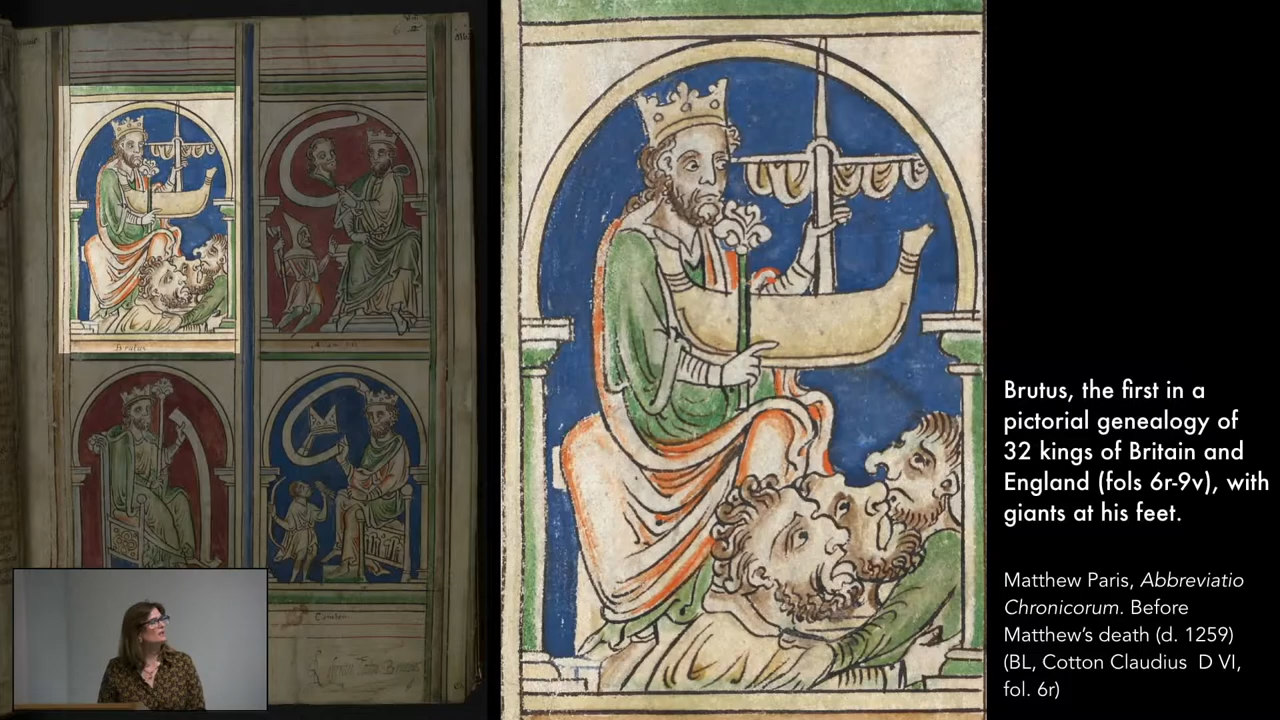 Brutus, the first in a
pictorial genealogy of
32 kings of Britain and
England (fols 6r-9v), with
giants at his feet.
Matthew Paris, Abbreviatio
Chronicorum. Before
Matthew’s death (d. 1259)
(BL, Cotton Claudius D VI,
fol. 6r)